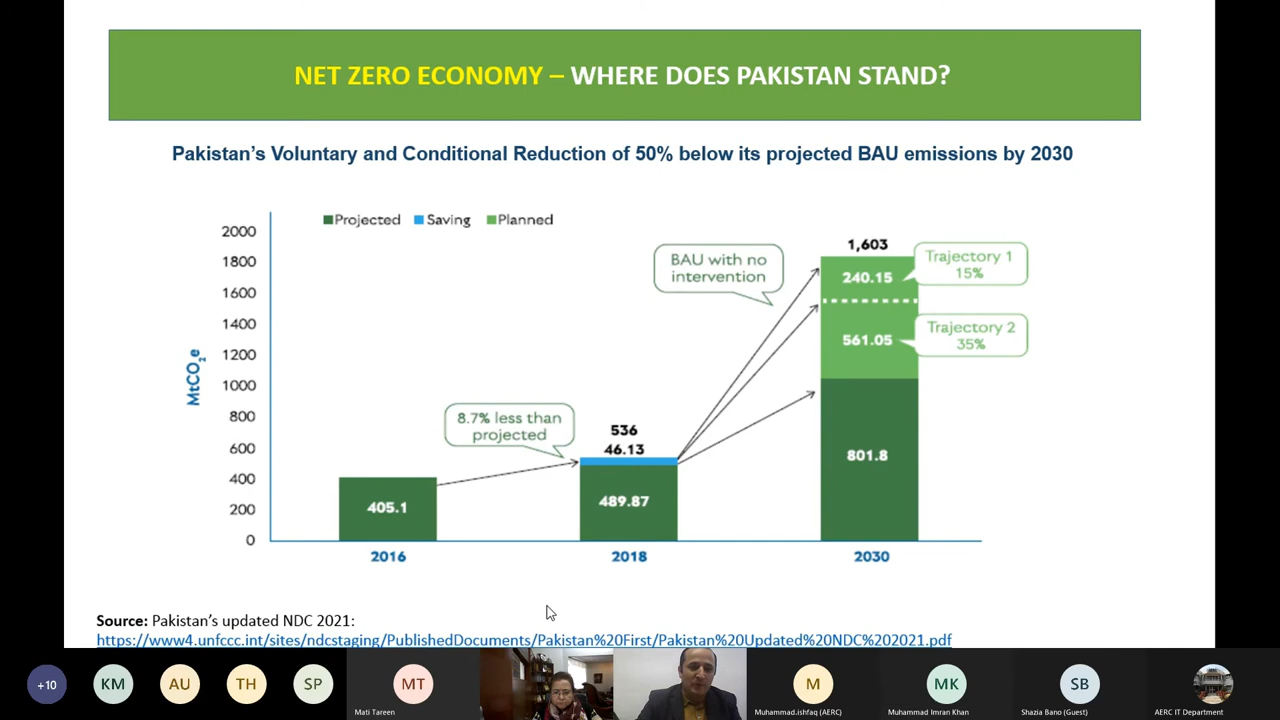 NET ZERO ECONOMY – WHERE DOES PAKISTAN STAND?
Pakistan's Voluntary and Conditional Reduction of 50% below its projected BAU emissions by 2030
Projected Saving Planned
MtCO₂e
2000
1800
1600
1400
1200
1000
800
600
400
200
0
405.1
2016
8.7% less than
projected
536
46.13
489.87
2018
BAU with no
intervention
1,603
240.15
561.05
801.8
2030
Trajectory 1
15%
Trajectory 2
35%
Source: Pakistan's updated NDC 2021:
https://www4.unfccc.int/sites/ndcstaging/PublishedDocuments/Pakistan%20First/Pakistan%20Updated%20NDC%202021.pdf
+10
KM
AU
TH
SP
MT
Mati Tareen
M
Muhammad.ishfaq (AERC)
MK
Muhammad Imran Khan
SB
Shazia Bano (Guest)
AERC IT Department